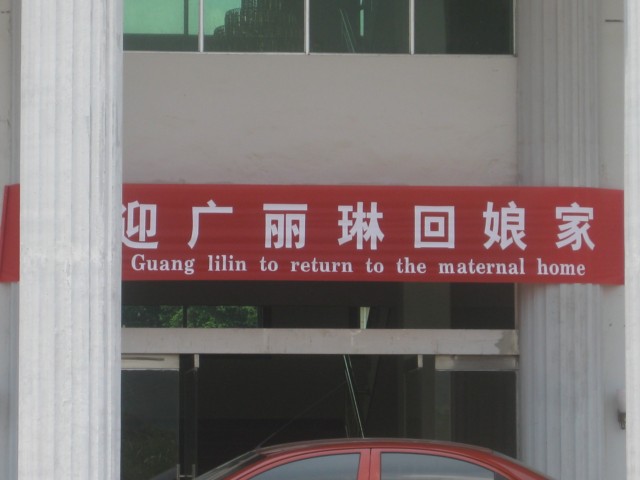 迎广丽琳回娘家
Guang lilin to return to the maternal home